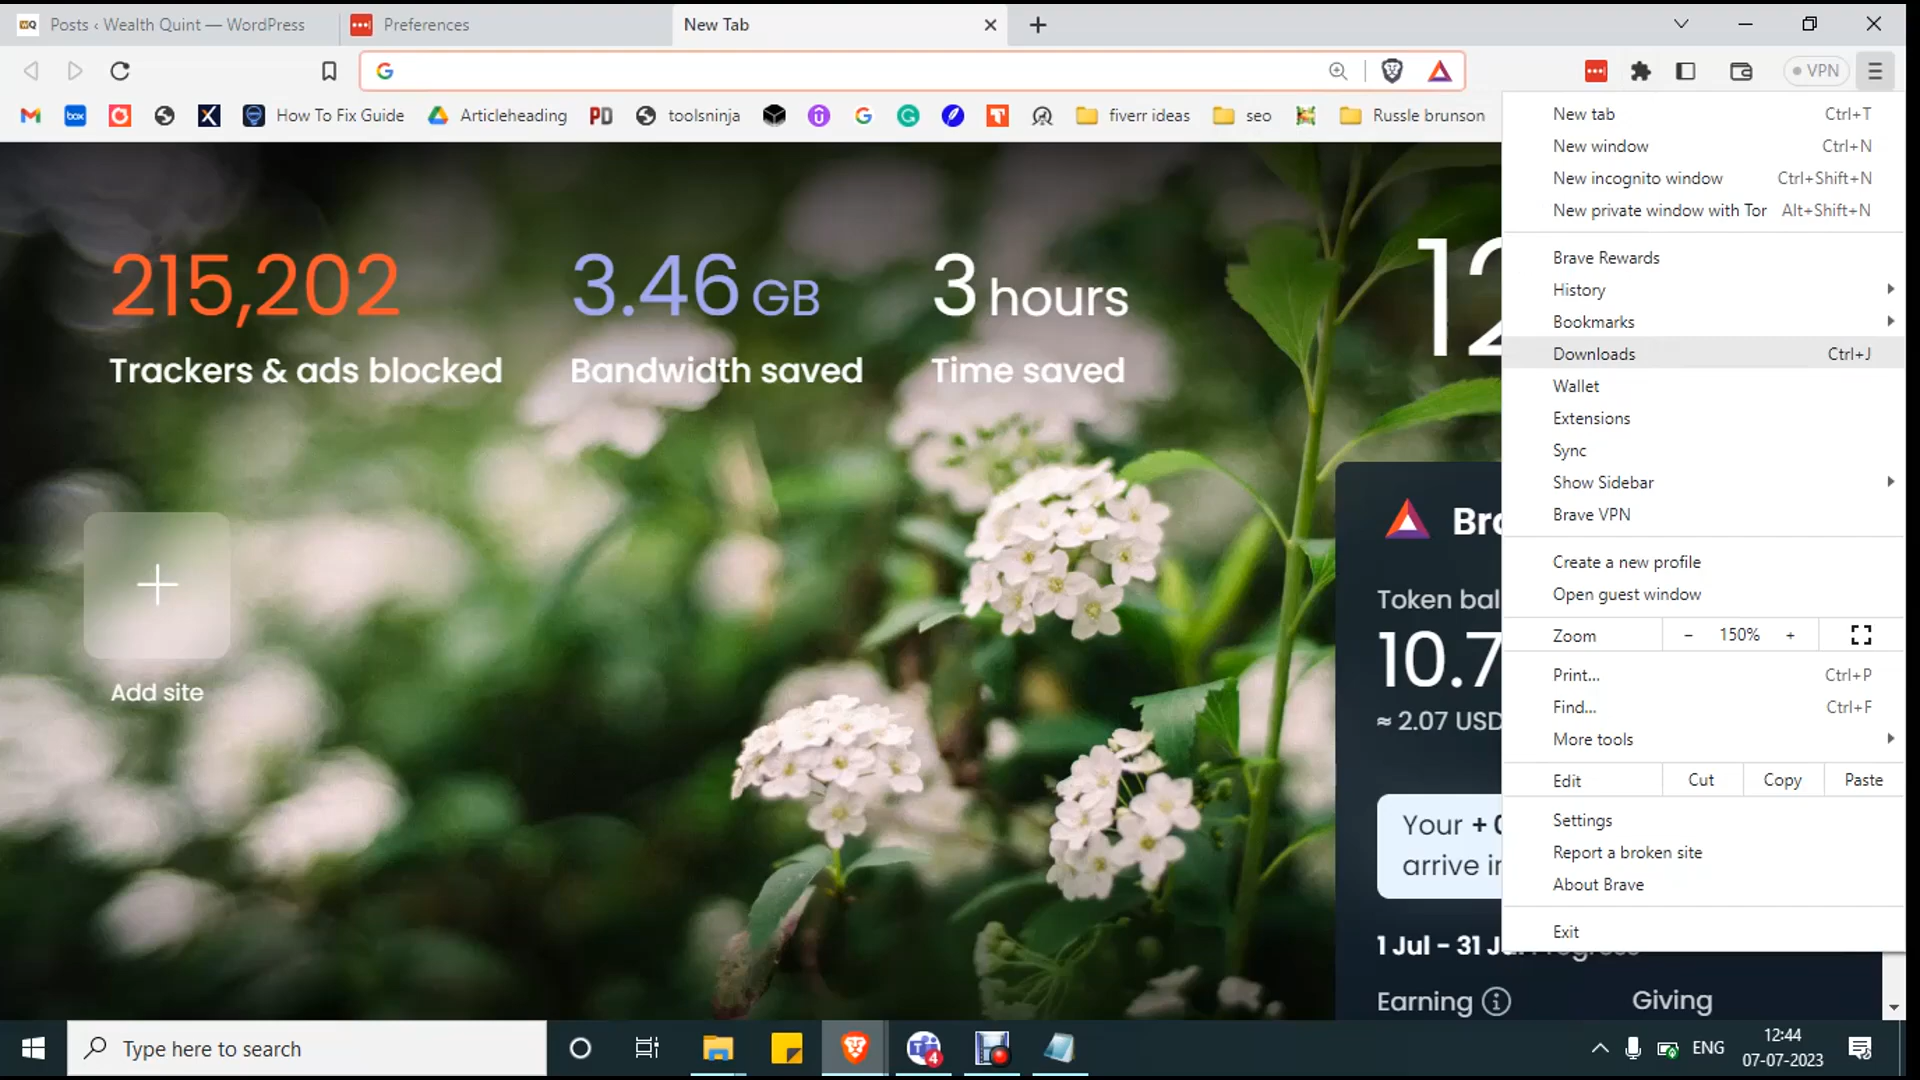 Posts ‹ Wealth Quint — WordPress
Preferences
New Tab
VPN
box
How To Fix Guide
Articleheading
PD
toolsninja
fiverr ideas
seo
Russle brunson
New tab Ctrl+T
New window Ctrl+N
New incognito window Ctrl+Shift+N
New private window with Tor Alt+Shift+N
Brave Rewards
History
Bookmarks
Downloads Ctrl+J
Wallet
Extensions
Sync
Show Sidebar
Brave VPN
Create a new profile
Open guest window
Zoom - 150% +
Print... Ctrl+P
Find... Ctrl+F
More tools
Edit Cut Copy Paste
Settings
Report a broken site
About Brave
Exit
215,202
Trackers & ads blocked
3.46 GB
Bandwidth saved
3 hours
Time saved
12
Add site
Token bal
10.7
≈ 2.07 USD
Your +
arrive i
1 Jul - 31 J
Earning
Giving
Type here to search
4
ENG
12:44
07-07-2023